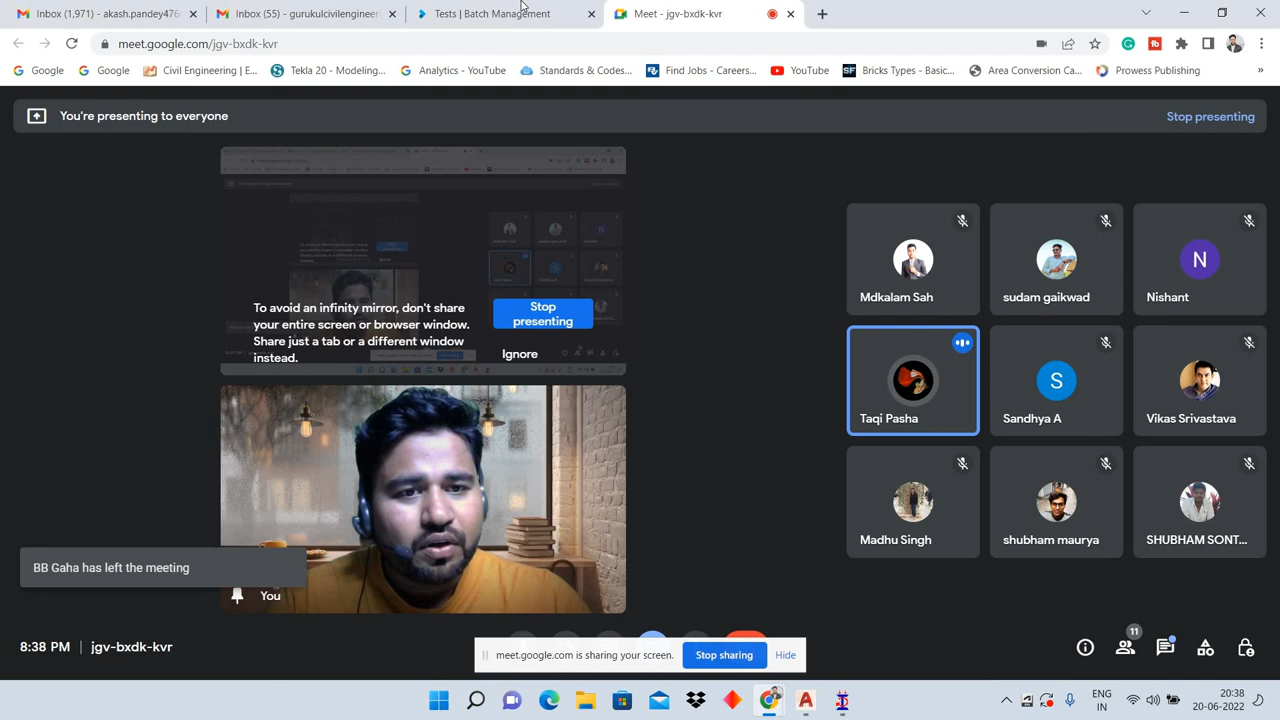 Inbox (1,971) - akash.pandey476
Inbox (55) - gurukulcivilengineer
Tests | Batch Management
Meet - jgv-bxdk-kvr
meet.google.com/jgv-bxdk-kvr
Google
Google
Civil Engineering | E...
Tekla 20 - Modeling...
Analytics - YouTube
Standards & Codes...
Find Jobs - Careers...
YouTube
Bricks Types - Basic...
Area Conversion Ca...
Prowess Publishing
»
You're presenting to everyone
Stop presenting
To avoid an infinity mirror, don't share
your entire screen or browser window.
Share just a tab or a different window
instead.
Stop
presenting
Ignore
Mdkalam Sah
sudam gaikwad
N
Nishant
Taqi Pasha
S
Sandhya A
Vikas Srivastava
Madhu Singh
shubham maurya
SHUBHAM SONT...
BB Gaha has left the meeting
You
8:38 PM | jgv-bxdk-kvr
11
meet.google.com is sharing your screen.
Stop sharing
Hide
ENG
IN
20:38
20-06-2022